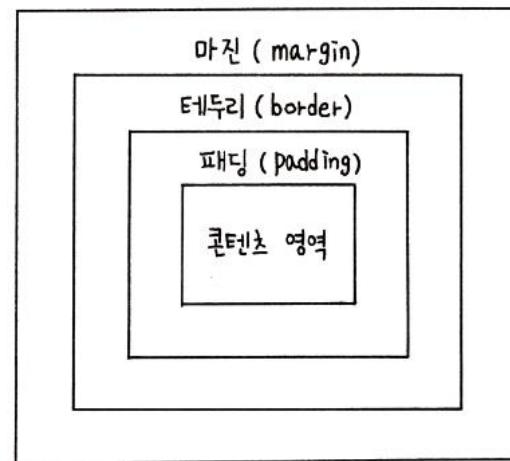 마진 ( margin)
테두리 ( border)
패딩 ( padding)
콘텐츠 영역